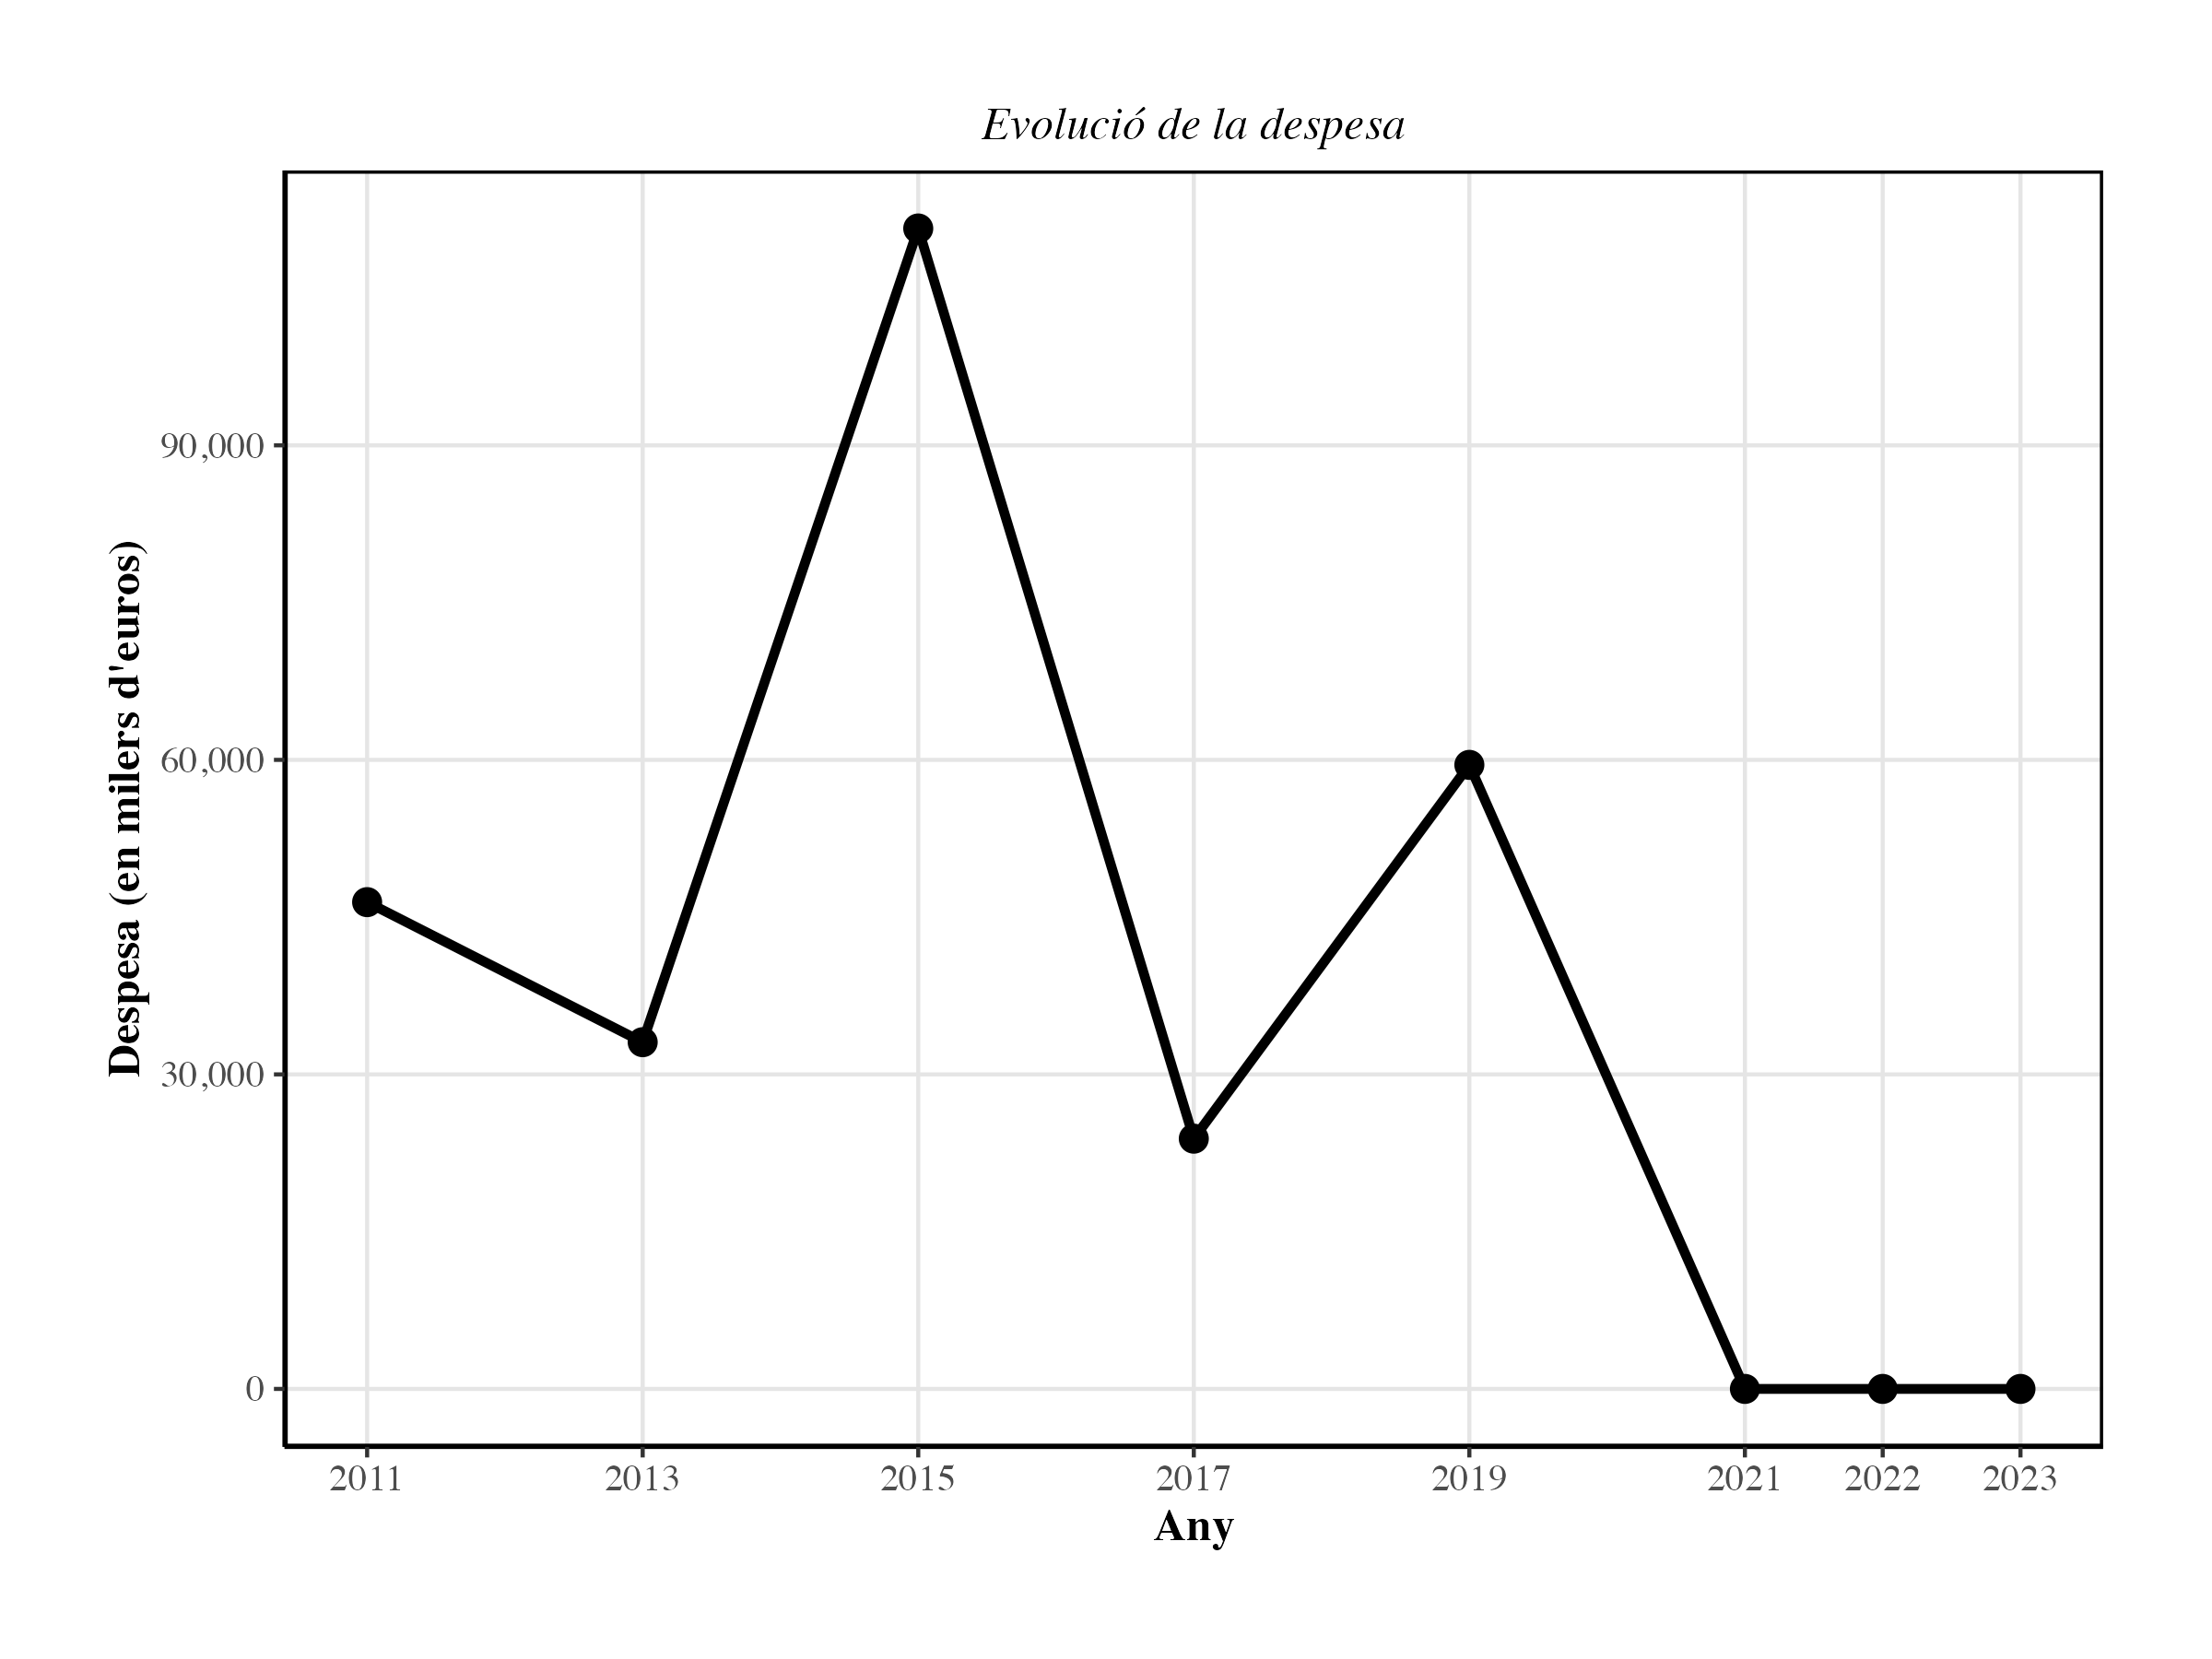 Evolució de la despesa
Despesa (en milers d'euros)
90,000
60,000
30,000
0
2011 2013 2015 2017 2019 2021 2022 2023
Any